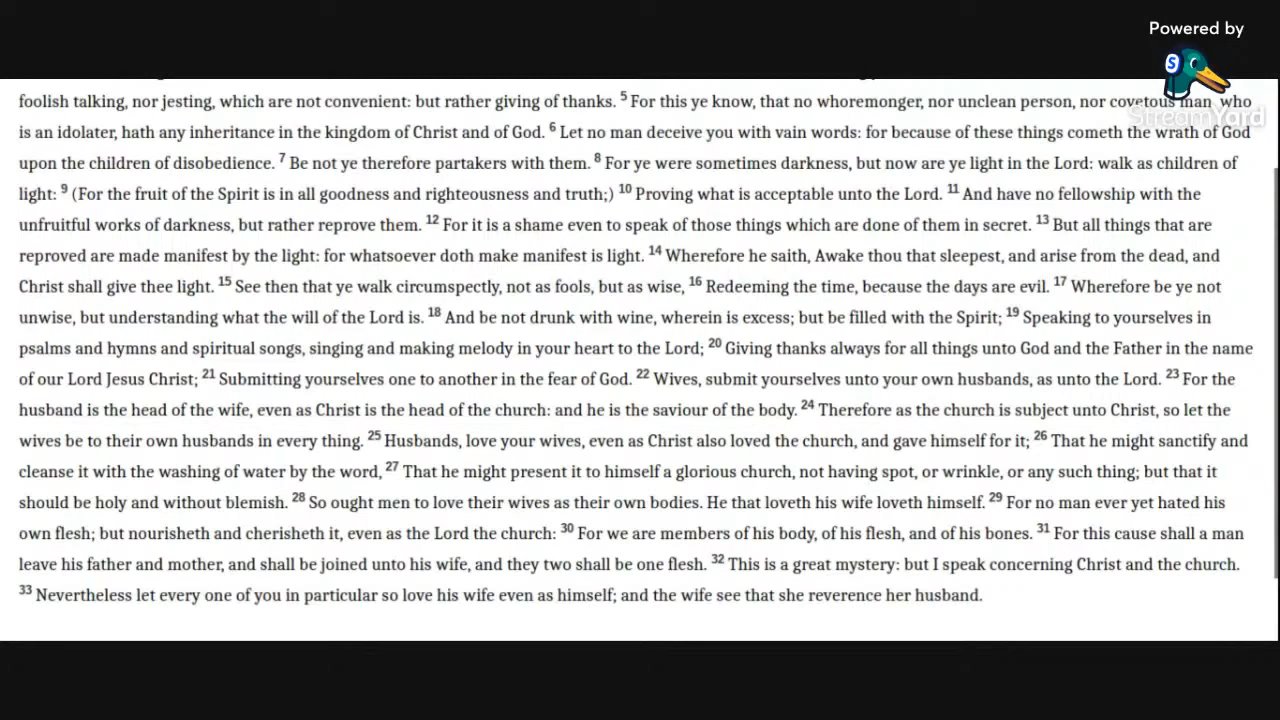 Powered by
S
StreamYard
foolish talking, nor jesting, which are not convenient: but rather giving of thanks. 5 For this ye know, that no whoremonger, nor unclean person, nor covetous man, who
is an idolater, hath any inheritance in the kingdom of Christ and of God. 6 Let no man deceive you with vain words: for because of these things cometh the wrath of God
upon the children of disobedience. 7 Be not ye therefore partakers with them. 8 For ye were sometimes darkness, but now are ye light in the Lord: walk as children of
light: 9 (For the fruit of the Spirit is in all goodness and righteousness and truth;) 10 Proving what is acceptable unto the Lord. 11 And have no fellowship with the
unfruitful works of darkness, but rather reprove them. 12 For it is a shame even to speak of those things which are done of them in secret. 13 But all things that are
reproved are made manifest by the light: for whatsoever doth make manifest is light. 14 Wherefore he saith, Awake thou that sleepest, and arise from the dead, and
Christ shall give thee light. 15 See then that ye walk circumspectly, not as fools, but as wise, 16 Redeeming the time, because the days are evil. 17 Wherefore be ye not
unwise, but understanding what the will of the Lord is. 18 And be not drunk with wine, wherein is excess; but be filled with the Spirit; 19 Speaking to yourselves in
psalms and hymns and spiritual songs, singing and making melody in your heart to the Lord; 20 Giving thanks always for all things unto God and the Father in the name
of our Lord Jesus Christ; 21 Submitting yourselves one to another in the fear of God. 22 Wives, submit yourselves unto your own husbands, as unto the Lord. 23 For the
husband is the head of the wife, even as Christ is the head of the church: and he is the saviour of the body. 24 Therefore as the church is subject unto Christ, so let the
wives be to their own husbands in every thing. 25 Husbands, love your wives, even as Christ also loved the church, and gave himself for it; 26 That he might sanctify and
cleanse it with the washing of water by the word, 27 That he might present it to himself a glorious church, not having spot, or wrinkle, or any such thing; but that it
should be holy and without blemish. 28 So ought men to love their wives as their own bodies. He that loveth his wife loveth himself. 29 For no man ever yet hated his
own flesh; but nourisheth and cherisheth it, even as the Lord the church: 30 For we are members of his body, of his flesh, and of his bones. 31 For this cause shall a man
leave his father and mother, and shall be joined unto his wife, and they two shall be one flesh. 32 This is a great mystery: but I speak concerning Christ and the church.
33 Nevertheless let every one of you in particular so love his wife even as himself; and the wife see that she reverence her husband.